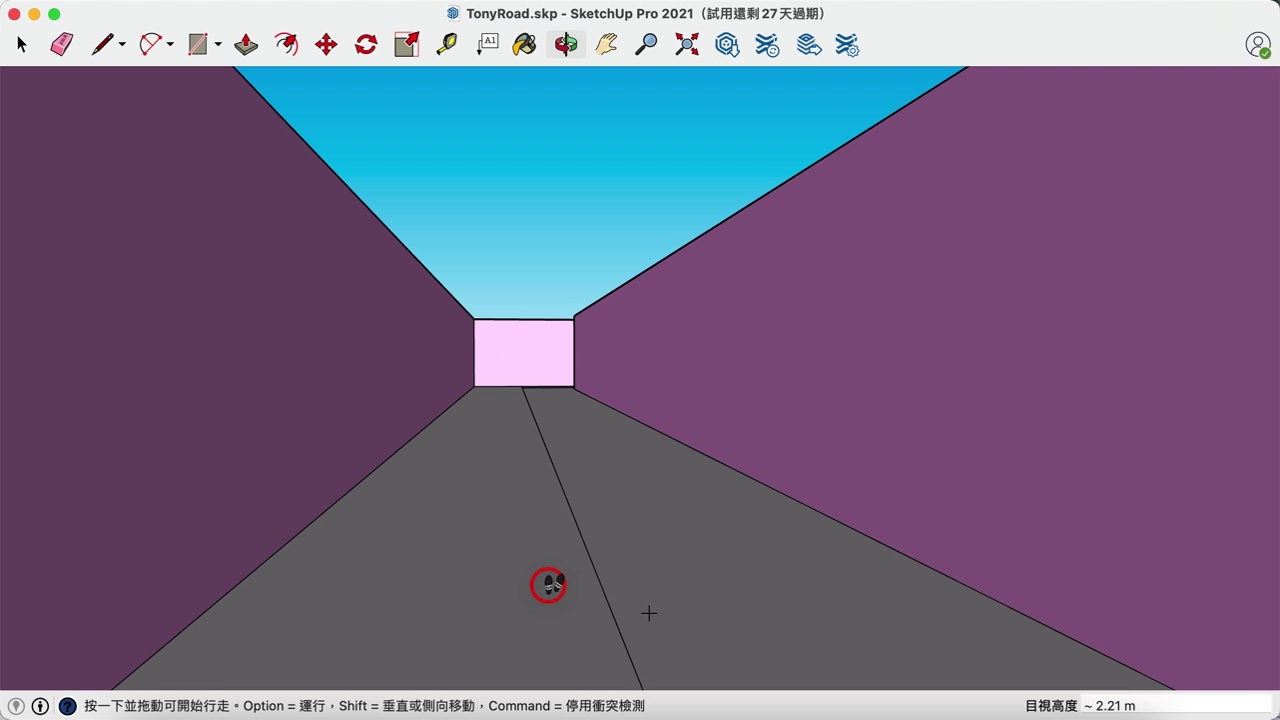 TonyRoad.skp - SketchUp Pro 2021（試用還剩 27 天過期）
A1
按一下並拖動可開始行走。Option = 運行，Shift = 垂直或側向移動，Command = 停用衝突檢測
目視高度 ~ 2.21 m